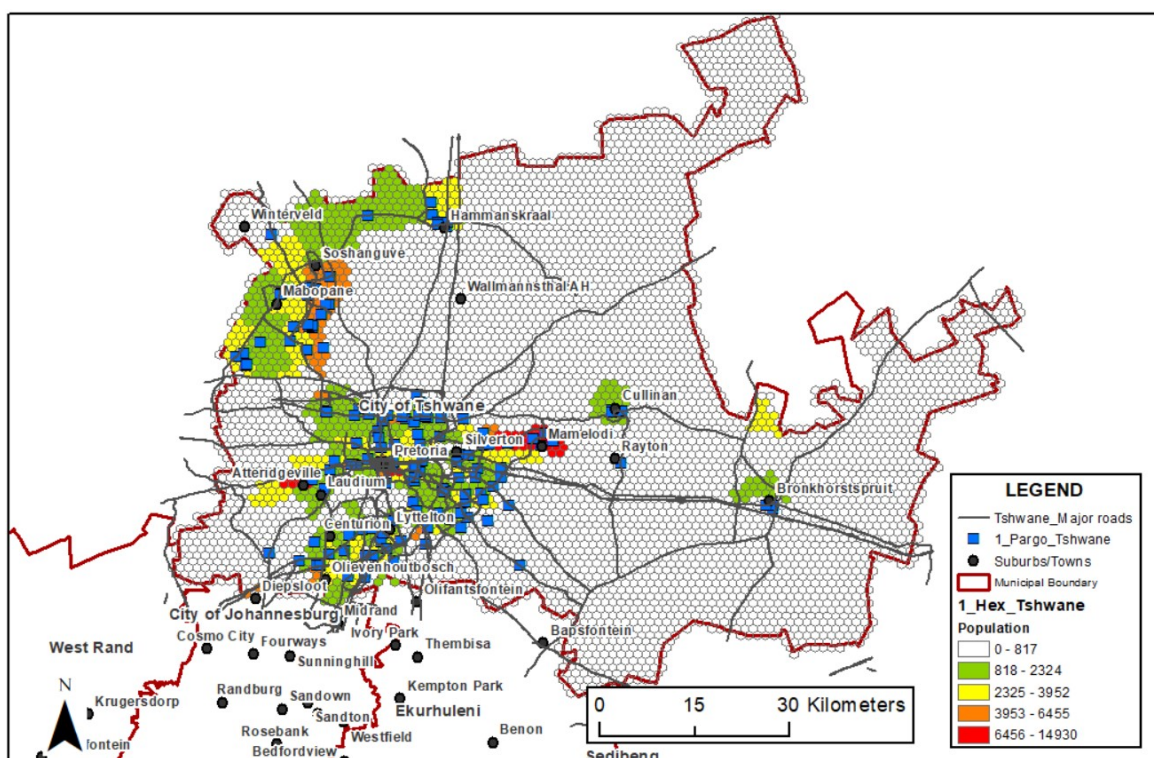 Winterveld
Hammanskraal
Soshanguve
Mabopane
Wallmannsthal AH
City of Tshwane
Cullinan
Silverton
Mamelodi
Pretoria
Rayton
Atteridgeville
Laudium
Bronkhorstspruit
Centurion
Lyttelton
Olievenhoutbosch
Diepsloot
Olifantsfontein
City of Johannesburg
Midrand
Cosmo City
Fourways
Ivory Park
Thembisa
Bapsfontein
West Rand
Sunninghill
Krugersdorp
Randburg
Sandown
Kempton Park
Ekurhuleni
Sandton
Rosebank
Westfield
Benon
Bedfordview
fontein
Sedibeng
N
0 15 30 Kilometers
LEGEND
Tshwane_Major roads
1_Pargo_Tshwane
Suburbs/Towns
Municipal Boundary
1_Hex_Tshwane
Population
0 - 817
818 - 2324
2325 - 3952
3953 - 6455
6456 - 14930